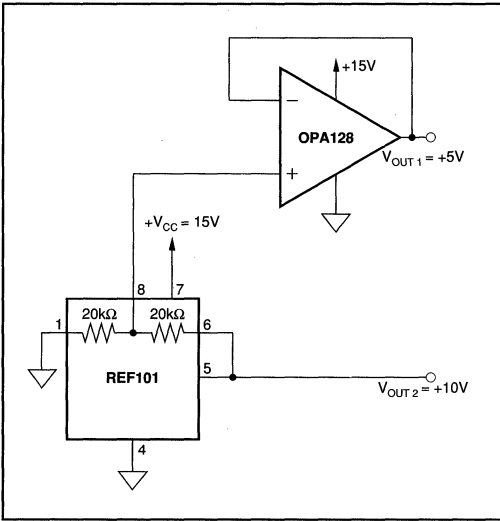 +15V
−
OPA128
V_OUT 1 = +5V
+
+V_CC = 15V
8 7
20kΩ 20kΩ
1 6
REF101 5
V_OUT 2 = +10V
4